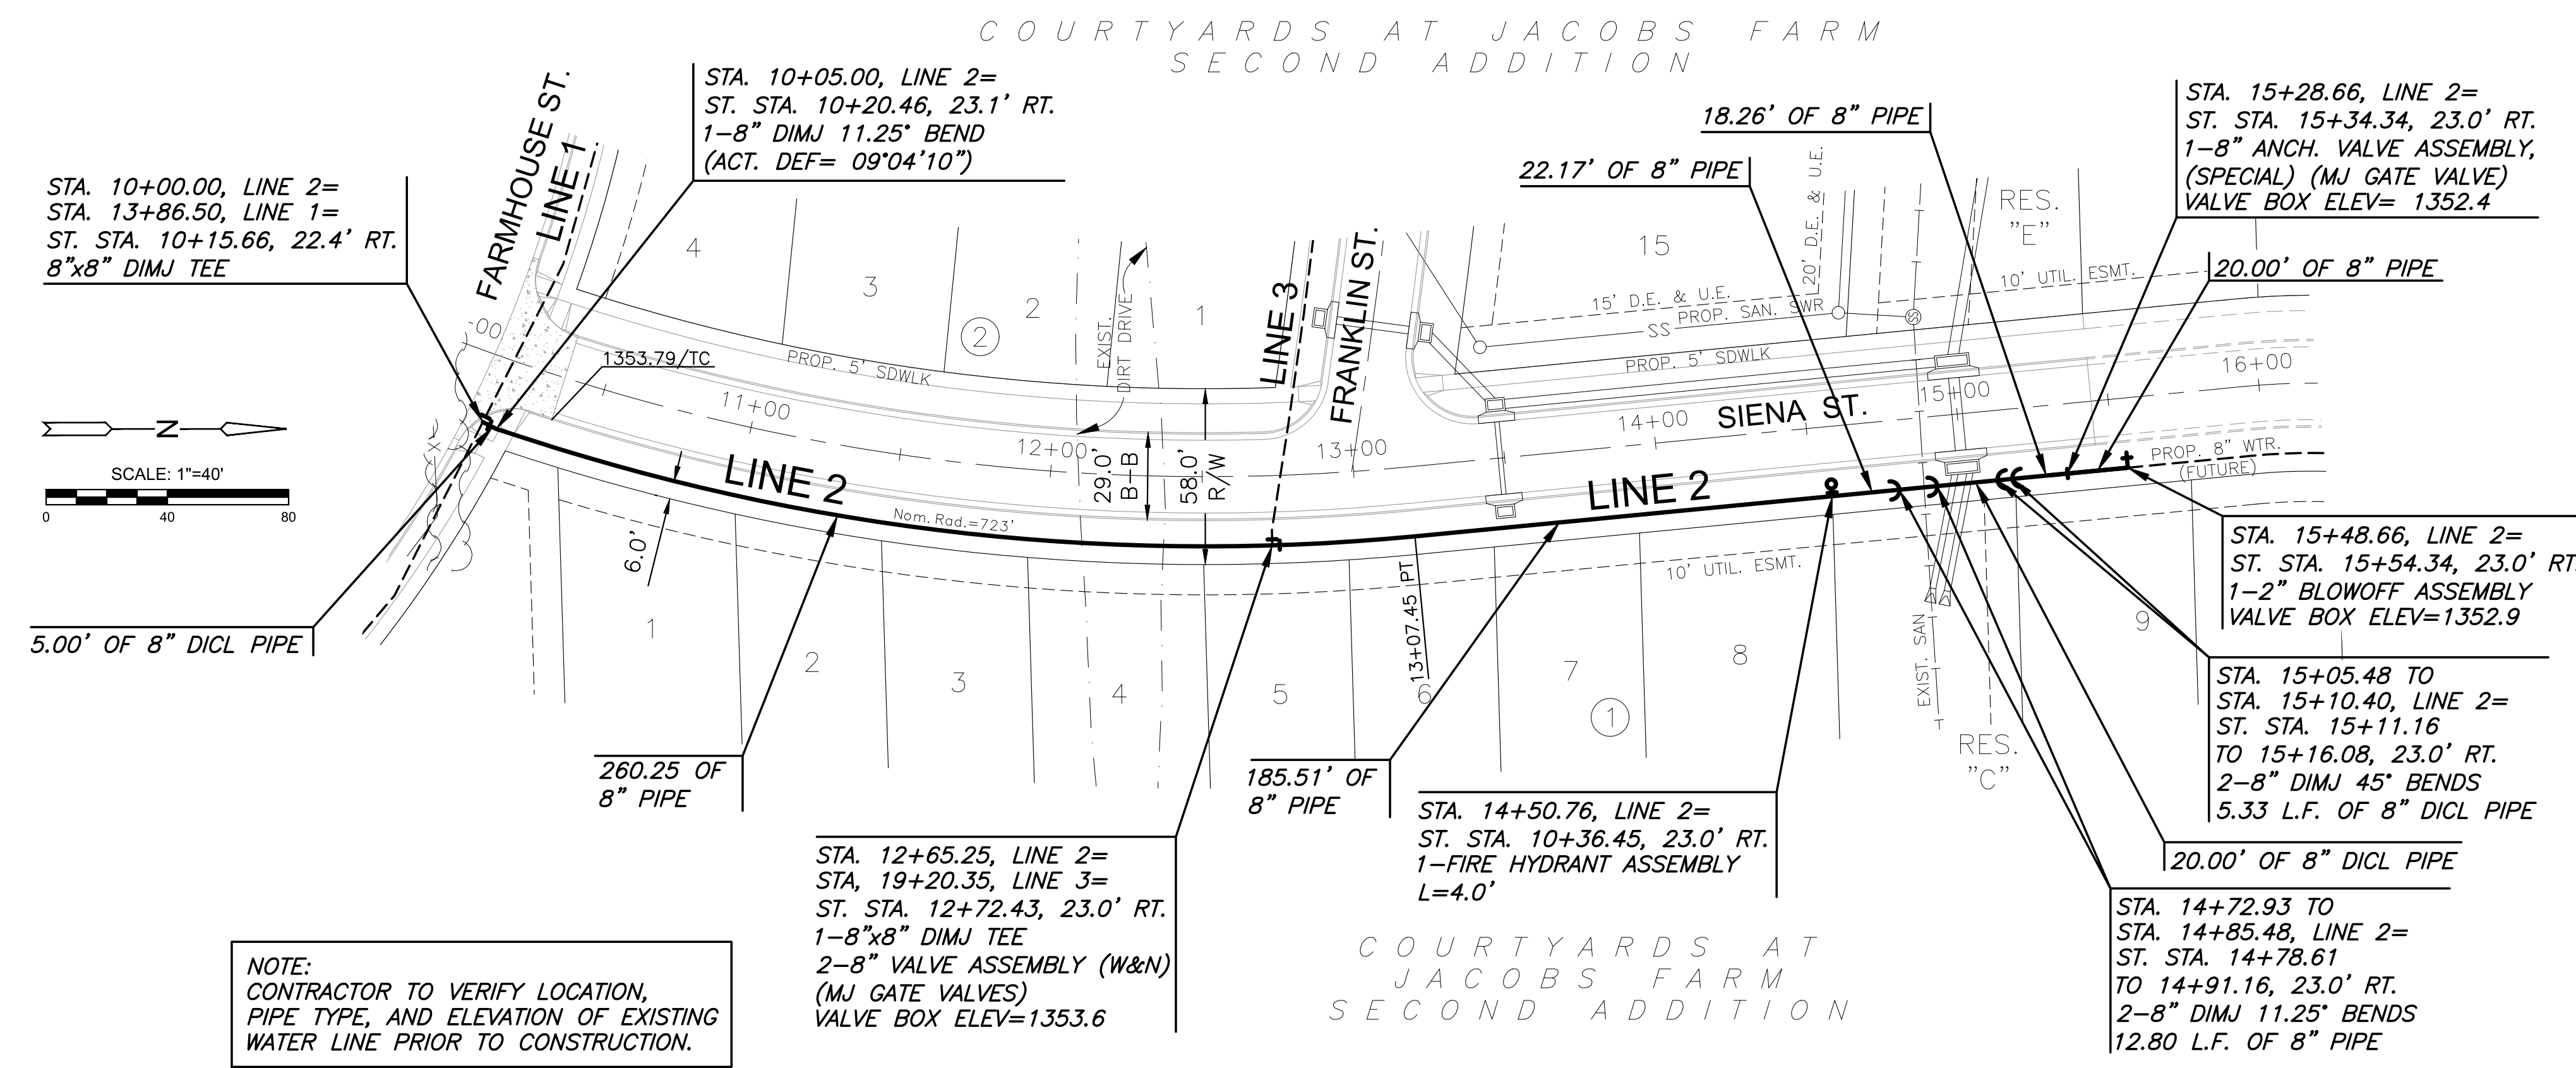 COURTYARDS AT JACOBS FARM
SECOND ADDITION
STA. 10+00.00, LINE 2=
STA. 13+86.50, LINE 1=
ST. STA. 10+15.66, 22.4' RT.
8"x8" DIMJ TEE
STA. 10+05.00, LINE 2=
ST. STA. 10+20.46, 23.1' RT.
1-8" DIMJ 11.25° BEND
(ACT. DEF= 09°04'10")
18.26' OF 8" PIPE
22.17' OF 8" PIPE
STA. 15+28.66, LINE 2=
ST. STA. 15+34.34, 23.0' RT.
1-8" ANCH. VALVE ASSEMBLY,
(SPECIAL) (MJ GATE VALVE)
VALVE BOX ELEV= 1352.4
20.00' OF 8" PIPE
FARMHOUSE ST.
LINE 1
4
3
2
1
2
EXIST.
DIRT DRIVE
LINE 3
FRANKLIN ST.
15
15' D.E. & U.E.
20' D.E. & U.E.
SS
PROP. SAN. SWR
S
RES.
"E"
10' UTIL. ESMT.
-00
1353.79/TC
PROP. 5' SDWLK
PROP. 5' SDWLK
11+00
12+00
13+00
14+00
SIENA ST.
15+00
16+00
N
SCALE: 1"=40'
0
40
80
X
LINE 2
Nom. Rad.=723'
29.0'
B-B
58.0'
R/W
LINE 2
PROP. 8" WTR.
(FUTURE)
6.0'
10' UTIL. ESMT.
13+07.45 PT
EXIST. SAN
1
2
3
4
5
6
7
8
9
1
RES.
"C"
5.00' OF 8" DICL PIPE
260.25 OF
8" PIPE
185.51' OF
8" PIPE
STA. 12+65.25, LINE 2=
STA, 19+20.35, LINE 3=
ST. STA. 12+72.43, 23.0' RT.
1-8"x8" DIMJ TEE
2-8" VALVE ASSEMBLY (W&N)
(MJ GATE VALVES)
VALVE BOX ELEV=1353.6
STA. 14+50.76, LINE 2=
ST. STA. 10+36.45, 23.0' RT.
1-FIRE HYDRANT ASSEMBLY
L=4.0'
STA. 15+48.66, LINE 2=
ST. STA. 15+54.34, 23.0' RT.
1-2" BLOWOFF ASSEMBLY
VALVE BOX ELEV=1352.9
STA. 15+05.48 TO
STA. 15+10.40, LINE 2=
ST. STA. 15+11.16
TO 15+16.08, 23.0' RT.
2-8" DIMJ 45° BENDS
5.33 L.F. OF 8" DICL PIPE
20.00' OF 8" DICL PIPE
STA. 14+72.93 TO
STA. 14+85.48, LINE 2=
ST. STA. 14+78.61
TO 14+91.16, 23.0' RT.
2-8" DIMJ 11.25° BENDS
12.80 L.F. OF 8" PIPE
COURTYARDS AT
JACOBS FARM
SECOND ADDITION
NOTE:
CONTRACTOR TO VERIFY LOCATION,
PIPE TYPE, AND ELEVATION OF EXISTING
WATER LINE PRIOR TO CONSTRUCTION.